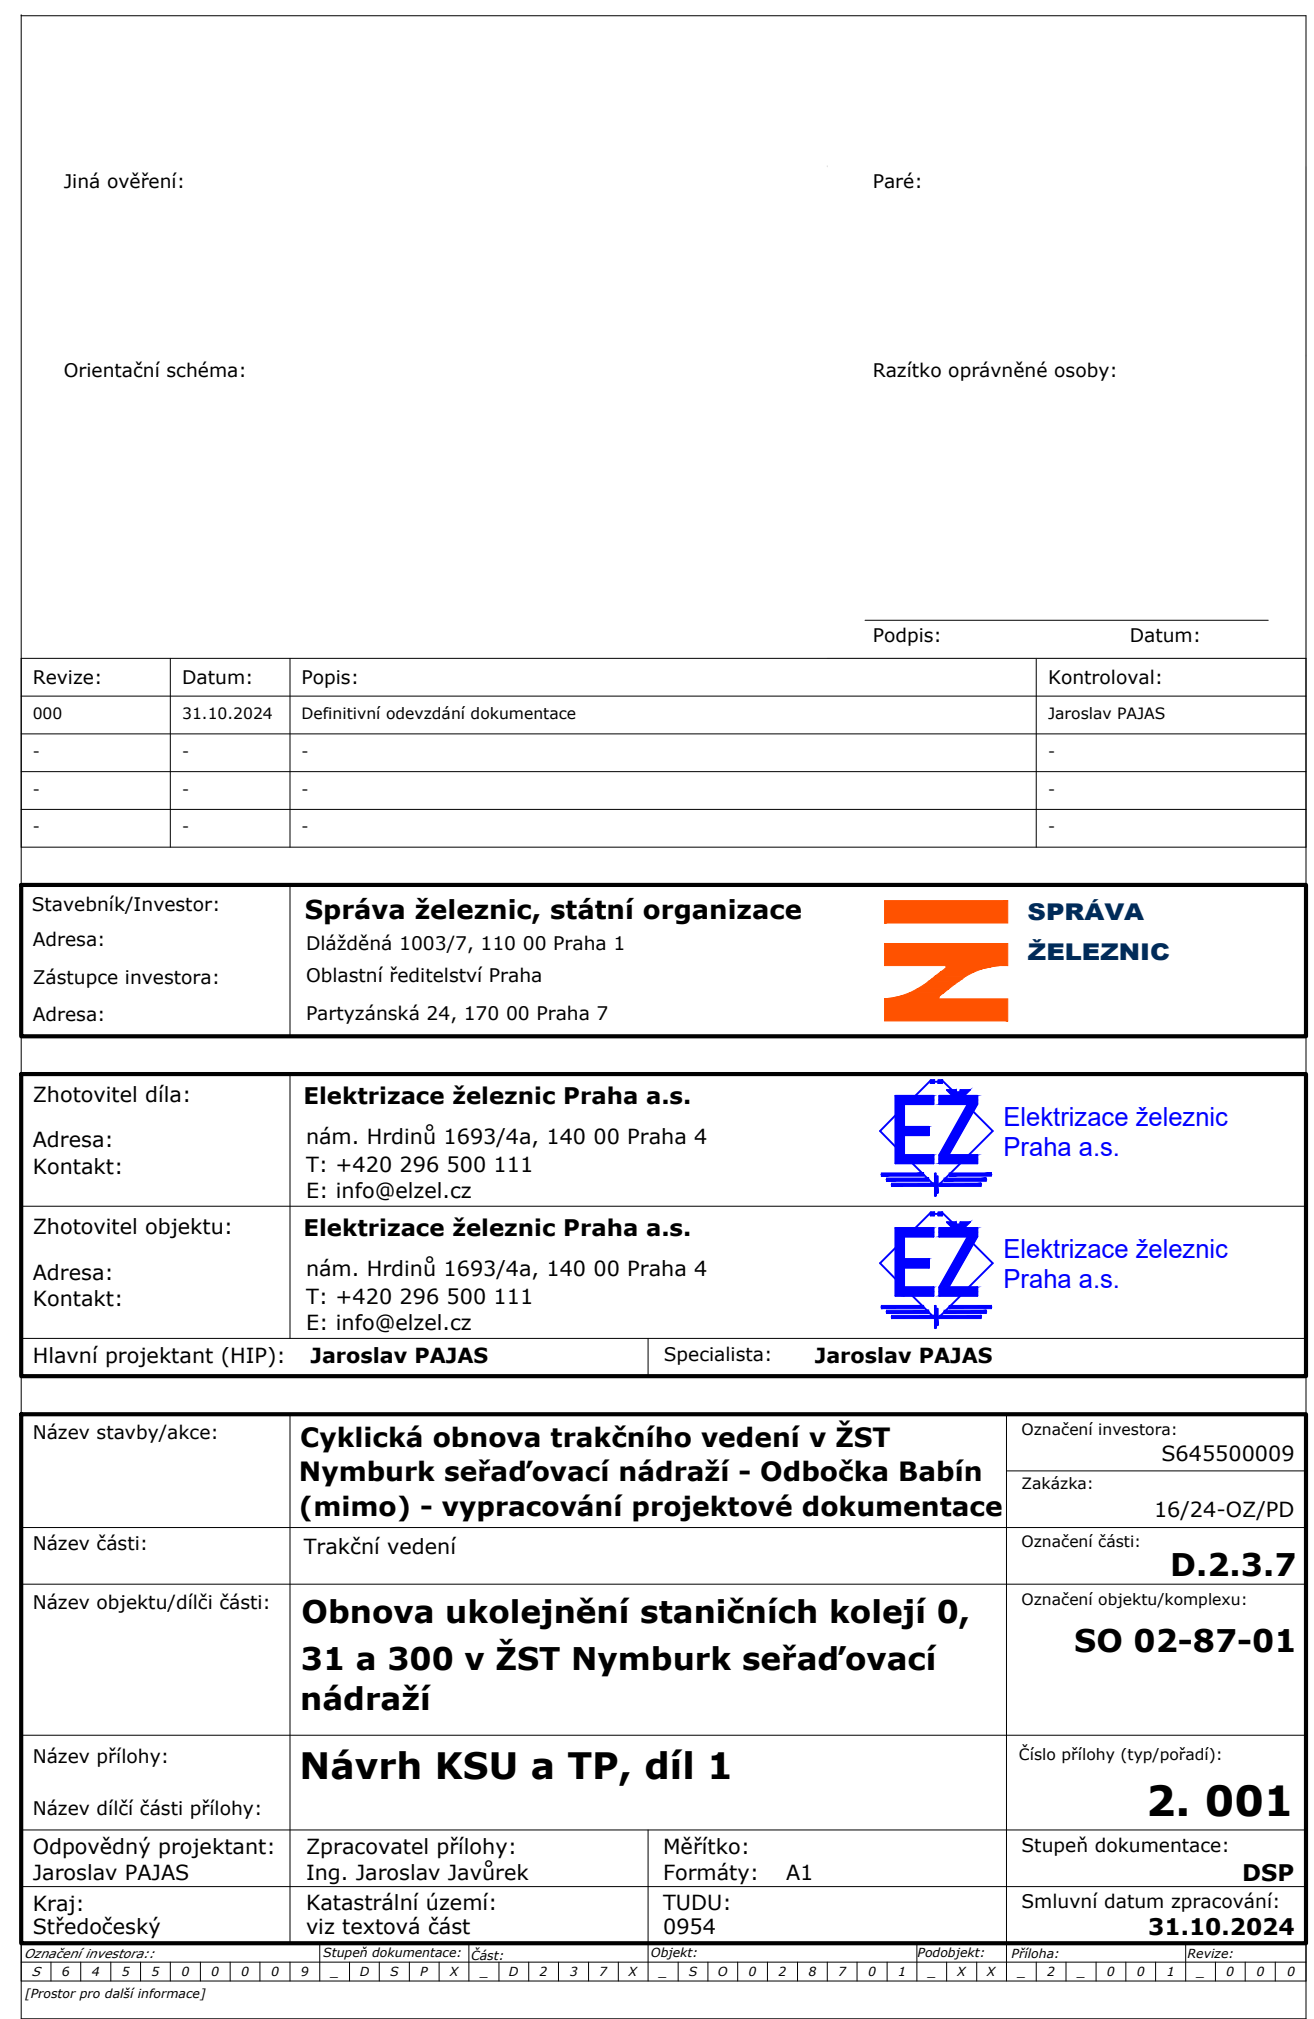 Jiná ověření:
Paré:
Orientační schéma:
Razítko oprávněné osoby:
Podpis:
Datum:
Revize: Datum: Popis: Kontroloval:
000 31.10.2024 Definitivní odevzdání dokumentace Jaroslav PAJAS
- - - -
- - - -
- - - -
Stavebník/Investor: Správa železnic, státní organizace
Adresa: Dlážděná 1003/7, 110 00 Praha 1
Zástupce investora: Oblastní ředitelství Praha
Adresa: Partyzánská 24, 170 00 Praha 7
SPRÁVA
ŽELEZNIC
Zhotovitel díla: Elektrizace železnic Praha a.s.
Adresa: nám. Hrdinů 1693/4a, 140 00 Praha 4
Kontakt: T: +420 296 500 111
E: info@elzel.cz
EŽ
Elektrizace železnic
Praha a.s.
Zhotovitel objektu: Elektrizace železnic Praha a.s.
Adresa: nám. Hrdinů 1693/4a, 140 00 Praha 4
Kontakt: T: +420 296 500 111
E: info@elzel.cz
EŽ
Elektrizace železnic
Praha a.s.
Hlavní projektant (HIP): Jaroslav PAJAS Specialista: Jaroslav PAJAS
Název stavby/akce:
Cyklická obnova trakčního vedení v ŽST
Nymburk seřaďovací nádraží - Odbočka Babín
(mimo) - vypracování projektové dokumentace
Označení investora:
S645500009
Zakázka:
16/24-OZ/PD
Název části: Trakční vedení
Označení části:
D.2.3.7
Název objektu/dílči části:
Obnova ukolejnění staničních kolejí 0,
31 a 300 v ŽST Nymburk seřaďovací
nádraží
Označení objektu/komplexu:
SO 02-87-01
Název přílohy: Návrh KSU a TP, díl 1
Název dílčí části přílohy:
Číslo přílohy (typ/pořadí):
2. 001
Odpovědný projektant: Zpracovatel přílohy: Měřítko: Stupeň dokumentace:
Jaroslav PAJAS Ing. Jaroslav Javůrek Formáty: A1 DSP
Kraj: Katastrální území: TUDU: Smluvní datum zpracování:
Středočeský viz textová část 0954 31.10.2024
Označení investora:: Stupeň dokumentace: Část: Objekt: Podobjekt: Příloha: Revize:
S 6 4 5 5 0 0 0 0 9 _ D S P X _ D 2 3 7 X _ S O 0 2 8 7 0 1 _ X X _ 2 _ 0 0 1 _ 0 0 0
[Prostor pro další informace]